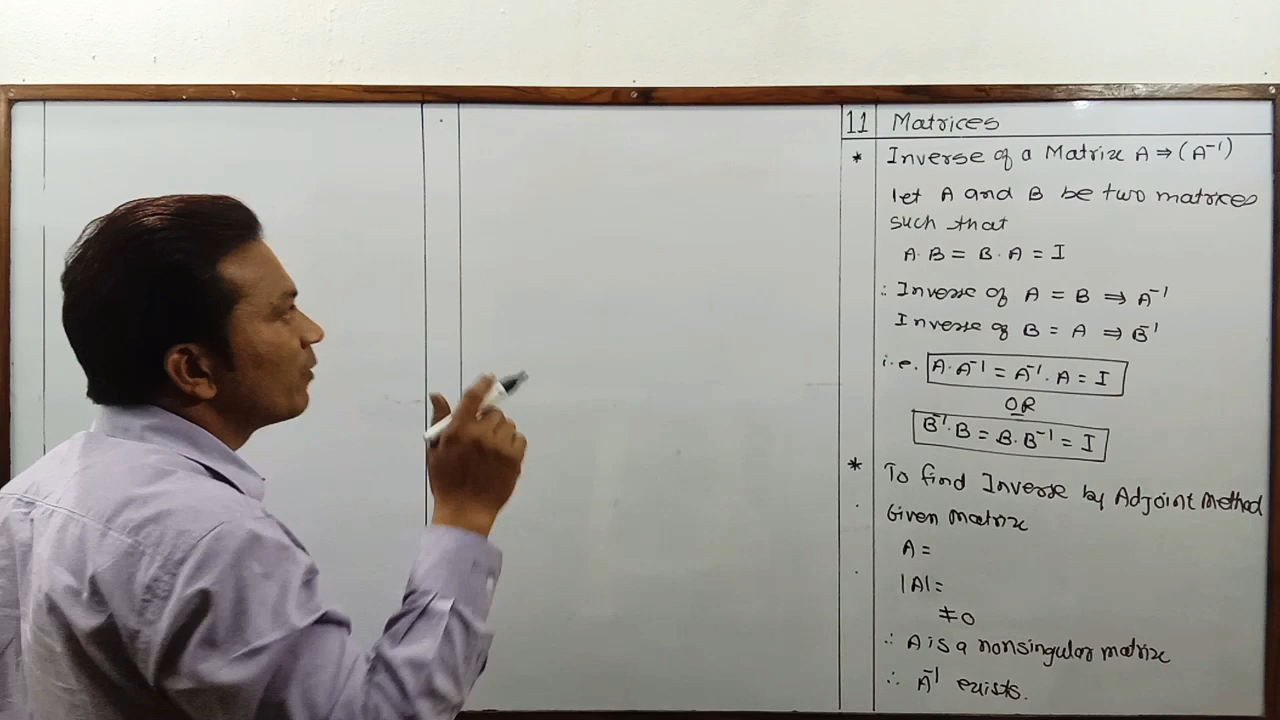 11 Matrices
* Inverse of a Matrix A ⇒ (A⁻¹)
let A and B be two matrices
such that
A·B = B·A = I
∴ Inverse of A = B ⇒ A⁻¹
Inverse of B = A ⇒ B⁻¹
i.e. A·A⁻¹ = A⁻¹·A = I
OR
B⁻¹·B = B·B⁻¹ = I
* To find Inverse by Adjoint Method
Given matrix
A =
|A| =
≠ 0
∴ A is a nonsingular matrix
∴ A⁻¹ exists.